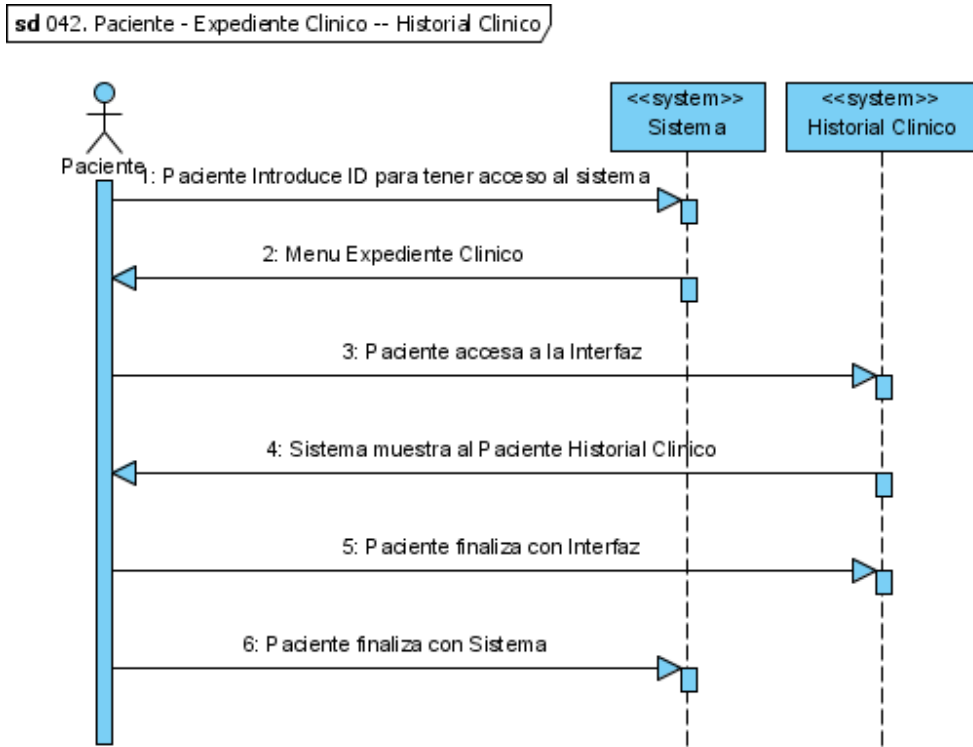 sd 042. Paciente - Expediente Clinico -- Historial Clinico
<<system>>
Sistema
<<system>>
Historial Clinico
Paciente
1: Paciente Introduce ID para tener acceso al sistema
2: Menu Expediente Clinico
3: Paciente accesa a la Interfaz
4: Sistema muestra al Paciente Historial Clinico
5: Paciente finaliza con Interfaz
6: Paciente finaliza con Sistema